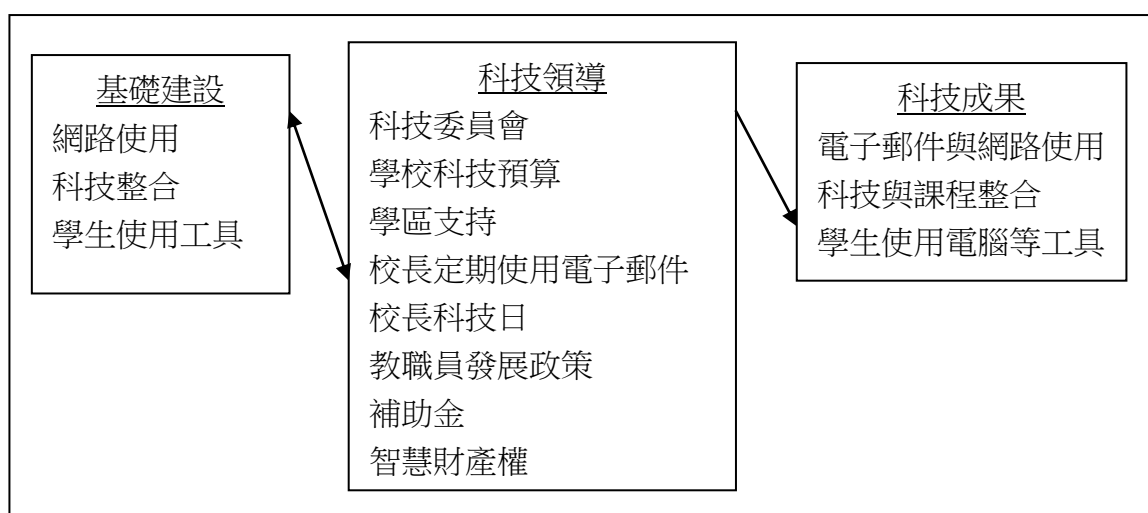 基礎建設
網路使用
科技整合
學生使用工具
科技領導
科技委員會
學校科技預算
學區支持
校長定期使用電子郵件
校長科技日
教職員發展政策
補助金
智慧財產權
科技成果
電子郵件與網路使用
科技與課程整合
學生使用電腦等工具